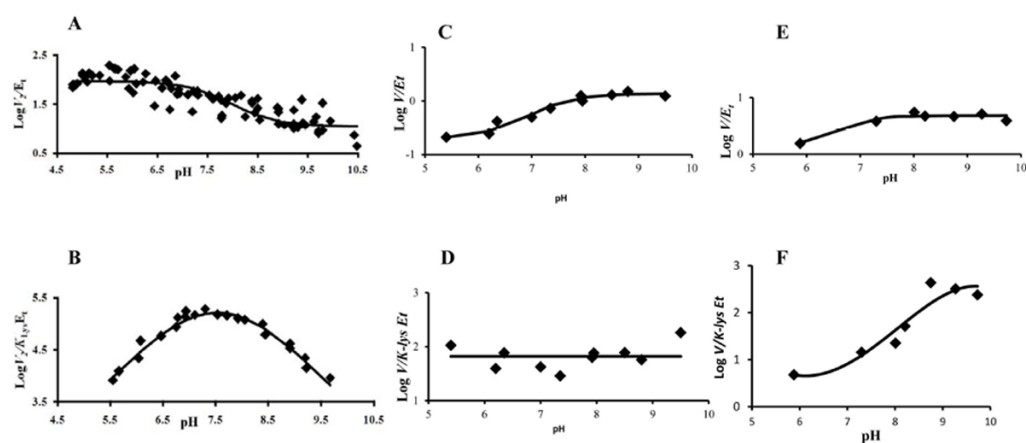 A
LogV₂/Eₜ
2.5
1.5
0.5
4.5 5.5 6.5 7.5 8.5 9.5 10.5
pH
C
Log V/Et
1
0
-1
5 6 7 8 9 10
pH
E
Log V/Eₜ
1
0
5 6 7 8 9 10
pH
B
LogV₂/K₍Lys₎Eₜ
5.5
4.5
3.5
4.5 5.5 6.5 7.5 8.5 9.5 10.5
pH
D
Log V/K-lys Et
3
2
1
5 6 7 8 9 10
pH
F
Log V/K-lys Et
3
2
1
0
5 6 7 8 9 10
pH